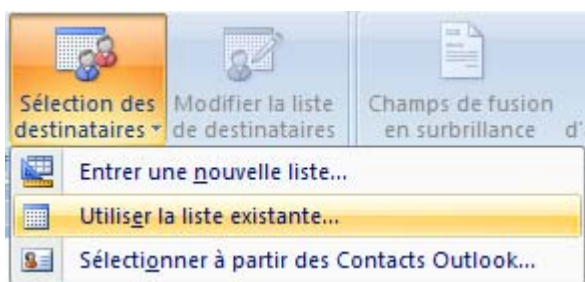 Sélection des
destinataires
Modifier la liste
de destinataires
Champs de fusion
en surbrillance
d'
Entrer une nouvelle liste...
Utiliser la liste existante...
Sélectionner à partir des Contacts Outlook...